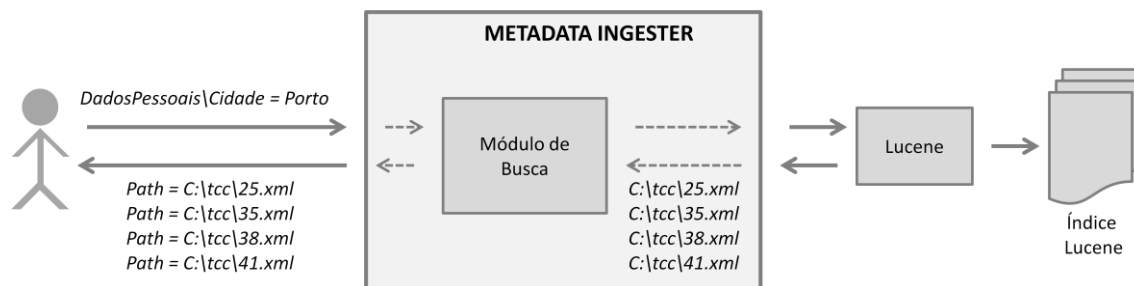 METADATA INGESTER
DadosPessoais\Cidade = Porto
Módulo de
Busca
Lucene
Path = C:\tcc\25.xml
Path = C:\tcc\35.xml
Path = C:\tcc\38.xml
Path = C:\tcc\41.xml
C:\tcc\25.xml
C:\tcc\35.xml
C:\tcc\38.xml
C:\tcc\41.xml
Índice
Lucene